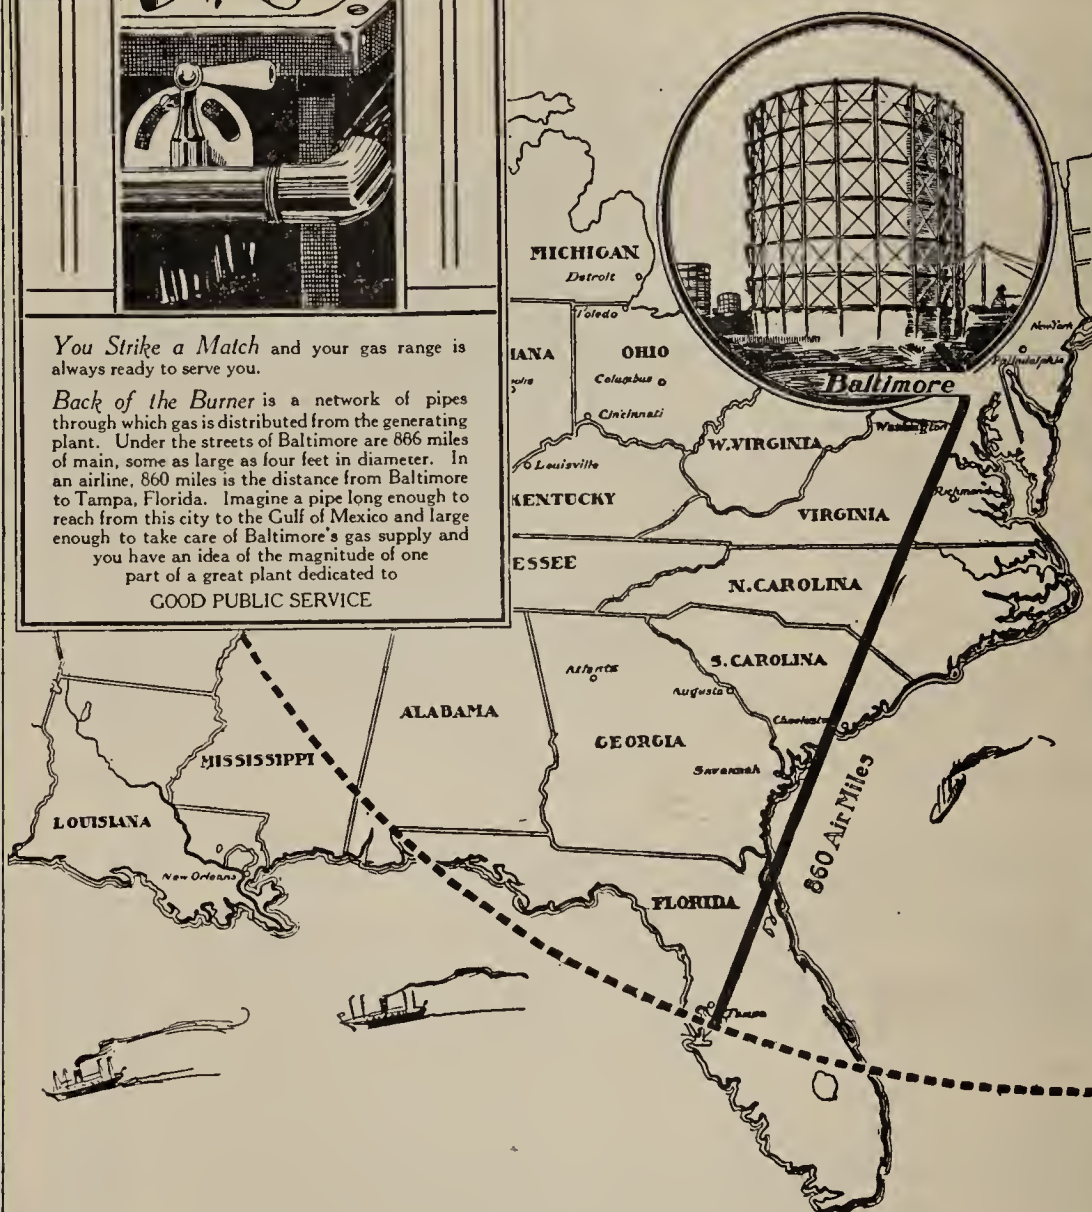 You Strike a Match and your gas range is
always ready to serve you.
Back of the Burner is a network of pipes
through which gas is distributed from the generating
plant. Under the streets of Baltimore are 886 miles
of main, some as large as four feet in diameter. In
an airline, 860 miles is the distance from Baltimore
to Tampa, Florida. Imagine a pipe long enough to
reach from this city to the Gulf of Mexico and large
enough to take care of Baltimore's gas supply and
you have an idea of the magnitude of one
part of a great plant dedicated to
GOOD PUBLIC SERVICE
MICHIGAN
Detroit
Toledo
IANA
OHIO
Columbus
Cincinnati
Baltimore
New York
Philadelphia
Washington
W. VIRGINIA
Louisville
KENTUCKY
Richmond
VIRGINIA
ESSEE
N. CAROLINA
S. CAROLINA
Atlanta
Augusta
Charleston
ALABAMA
GEORGIA
Savannah
MISSISSIPPI
LOUISIANA
New Orleans
860 Air Miles
FLORIDA
Tampa